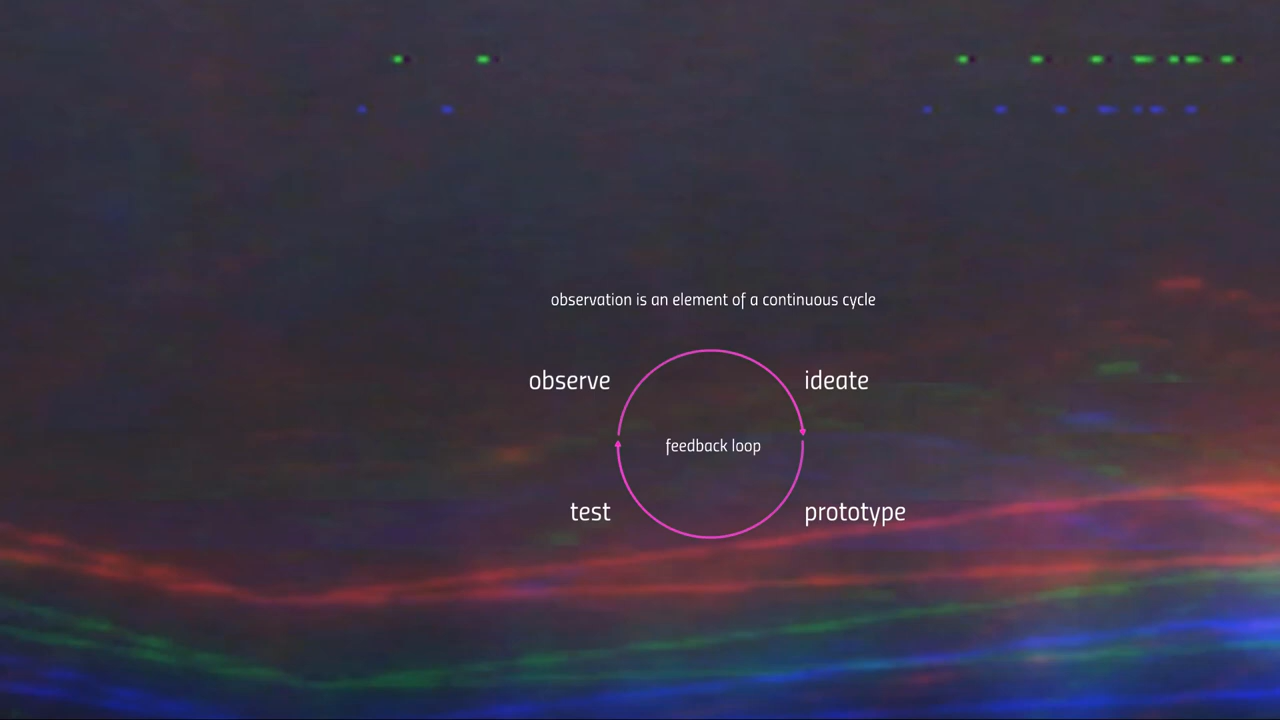 observation is an element of a continuous cycle
observe
ideate
feedback loop
test
prototype